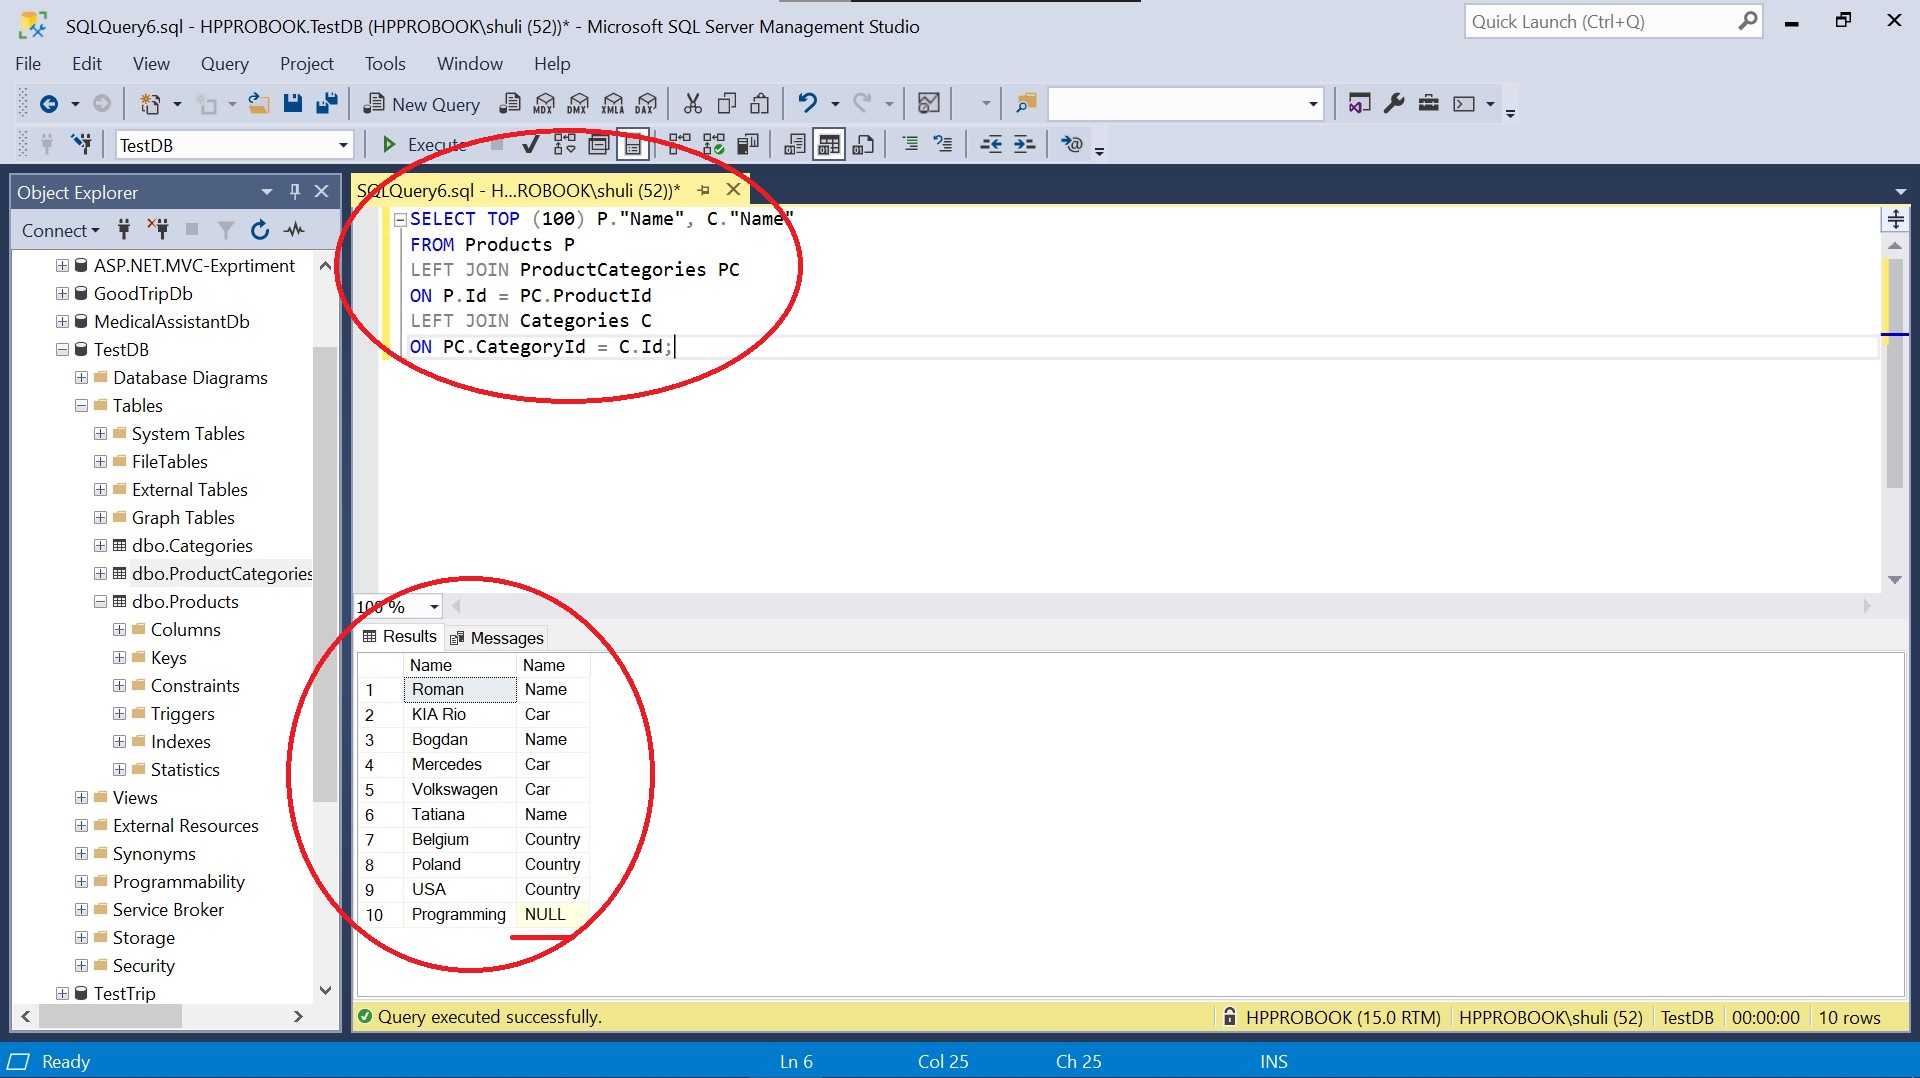 SQLQuery6.sql - HPPROBOOK.TestDB (HPPROBOOK\shuli (52))* - Microsoft SQL Server Management Studio
Quick Launch (Ctrl+Q)
File Edit View Query Project Tools Window Help
New Query MDX DMX XMLA DAX
TestDB Execute
Object Explorer
Connect
ASP.NET.MVC-Exprtiment
GoodTripDb
MedicalAssistantDb
TestDB
Database Diagrams
Tables
System Tables
FileTables
External Tables
Graph Tables
dbo.Categories
dbo.ProductCategories
dbo.Products
Columns
Keys
Constraints
Triggers
Indexes
Statistics
Views
External Resources
Synonyms
Programmability
Service Broker
Storage
Security
TestTrip
SQLQuery6.sql - H...ROBOOK\shuli (52))*
SELECT TOP (100) P."Name", C."Name"
FROM Products P
LEFT JOIN ProductCategories PC
ON P.Id = PC.ProductId
LEFT JOIN Categories C
ON PC.CategoryId = C.Id;
100 %
Results Messages
Name Name
1 Roman Name
2 KIA Rio Car
3 Bogdan Name
4 Mercedes Car
5 Volkswagen Car
6 Tatiana Name
7 Belgium Country
8 Poland Country
9 USA Country
10 Programming NULL
Query executed successfully. HPPROBOOK (15.0 RTM) HPPROBOOK\shuli (52) TestDB 00:00:00 10 rows
Ready Ln 6 Col 25 Ch 25 INS